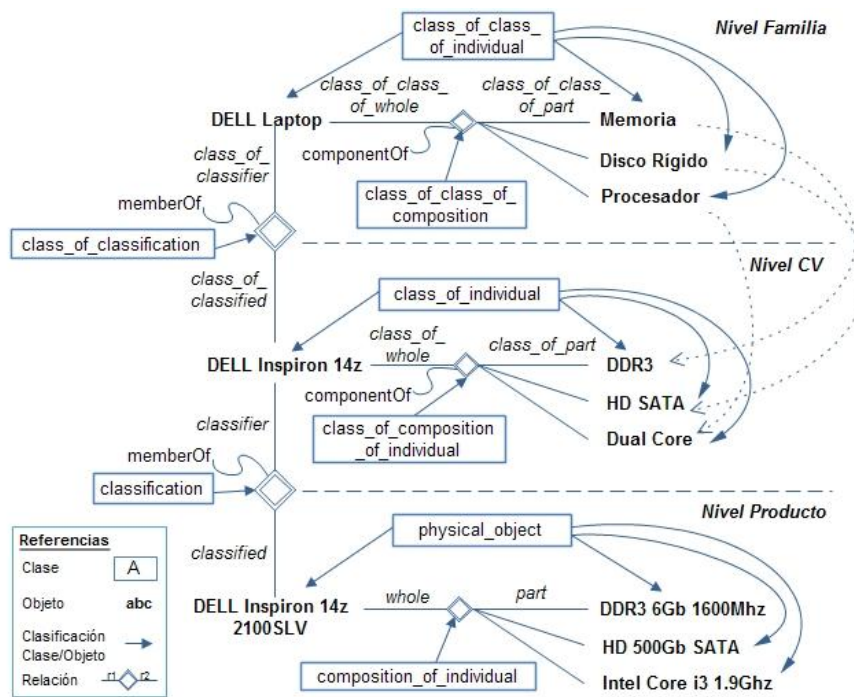 class_of_class_
of_individual
Nivel Familia
class_of_class_
of_whole
class_of_class_
of_part
DELL Laptop
Memoria
componentOf
Disco Rígido
class_of_
classifier
Procesador
class_of_class_of_
composition
memberOf
class_of_classification
Nivel CV
class_of_
classified
class_of_individual
class_of_
whole
class_of_part
DELL Inspiron 14z
DDR3
componentOf
HD SATA
class_of_composition
_of_individual
classifier
Dual Core
memberOf
classification
Nivel Producto
physical_object
classified
whole
part
DELL Inspiron 14z
2100SLV
DDR3 6Gb 1600Mhz
HD 500Gb SATA
composition_of_individual
Intel Core i3 1.9Ghz
Referencias
Clase
A
Objeto
abc
Clasificación
Clase/Objeto
Relación
r1
r2